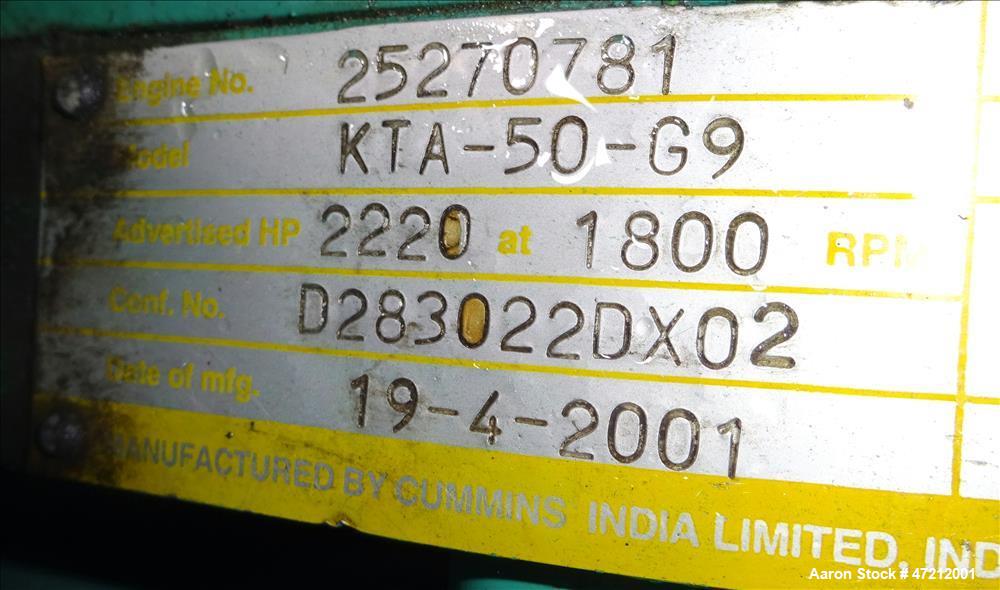 Engine No. 25270781
Model KTA-50-G9
Advertised HP 2220 at 1800 RPM
Conf. No. D283022DX02
Date of mfg. 19-4-2001
MANUFACTURED BY CUMMINS INDIA LIMITED, IND
Aaron Stock # 47212001